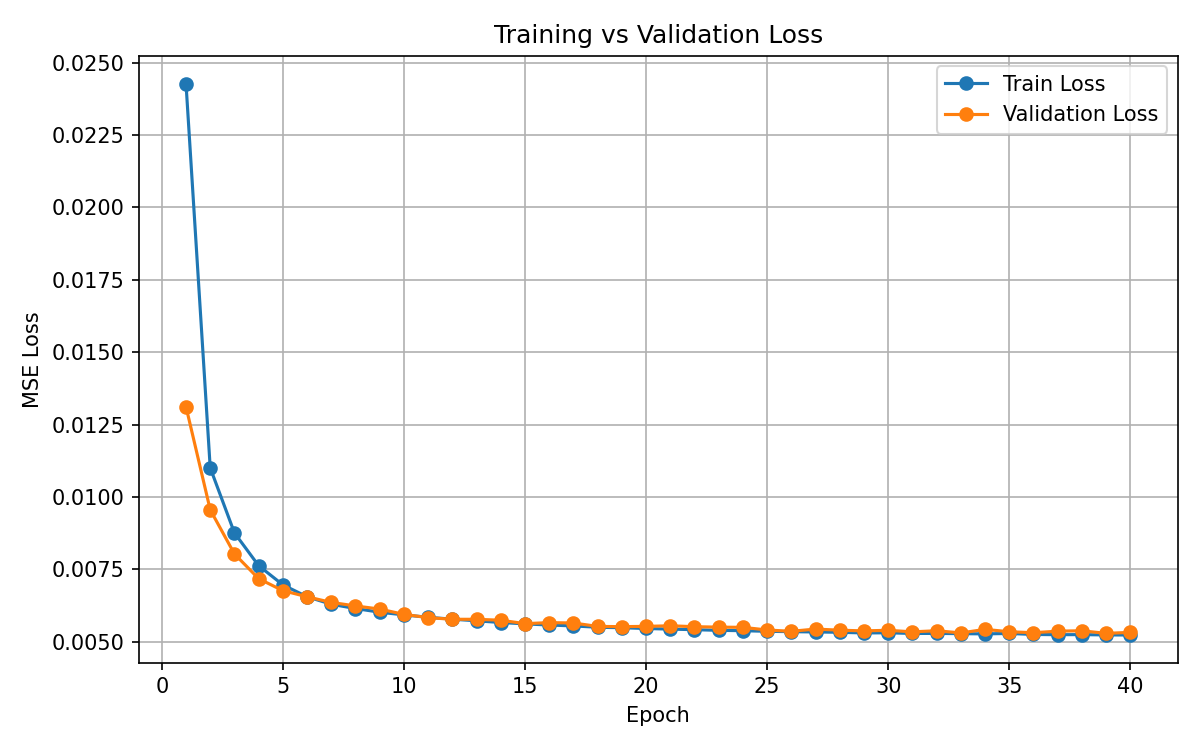 Training vs Validation Loss
Train Loss
Validation Loss
MSE Loss
0.0250
0.0225
0.0200
0.0175
0.0150
0.0125
0.0100
0.0075
0.0050
0 5 10 15 20 25 30 35 40
Epoch